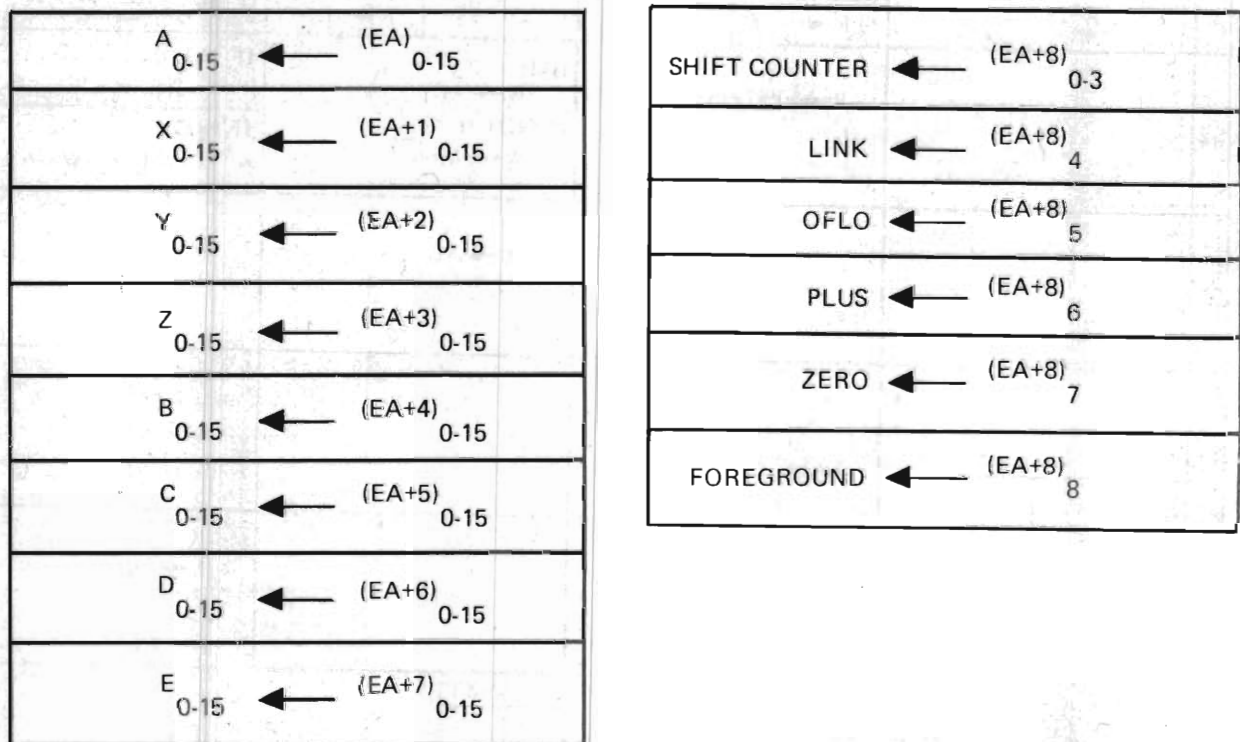 A 0-15 ← (EA) 0-15
X 0-15 ← (EA+1) 0-15
Y 0-15 ← (EA+2) 0-15
Z 0-15 ← (EA+3) 0-15
B 0-15 ← (EA+4) 0-15
C 0-15 ← (EA+5) 0-15
D 0-15 ← (EA+6) 0-15
E 0-15 ← (EA+7) 0-15
SHIFT COUNTER ← (EA+8) 0-3
LINK ← (EA+8) 4
OFLO ← (EA+8) 5
PLUS ← (EA+8) 6
ZERO ← (EA+8) 7
FOREGROUND ← (EA+8) 8